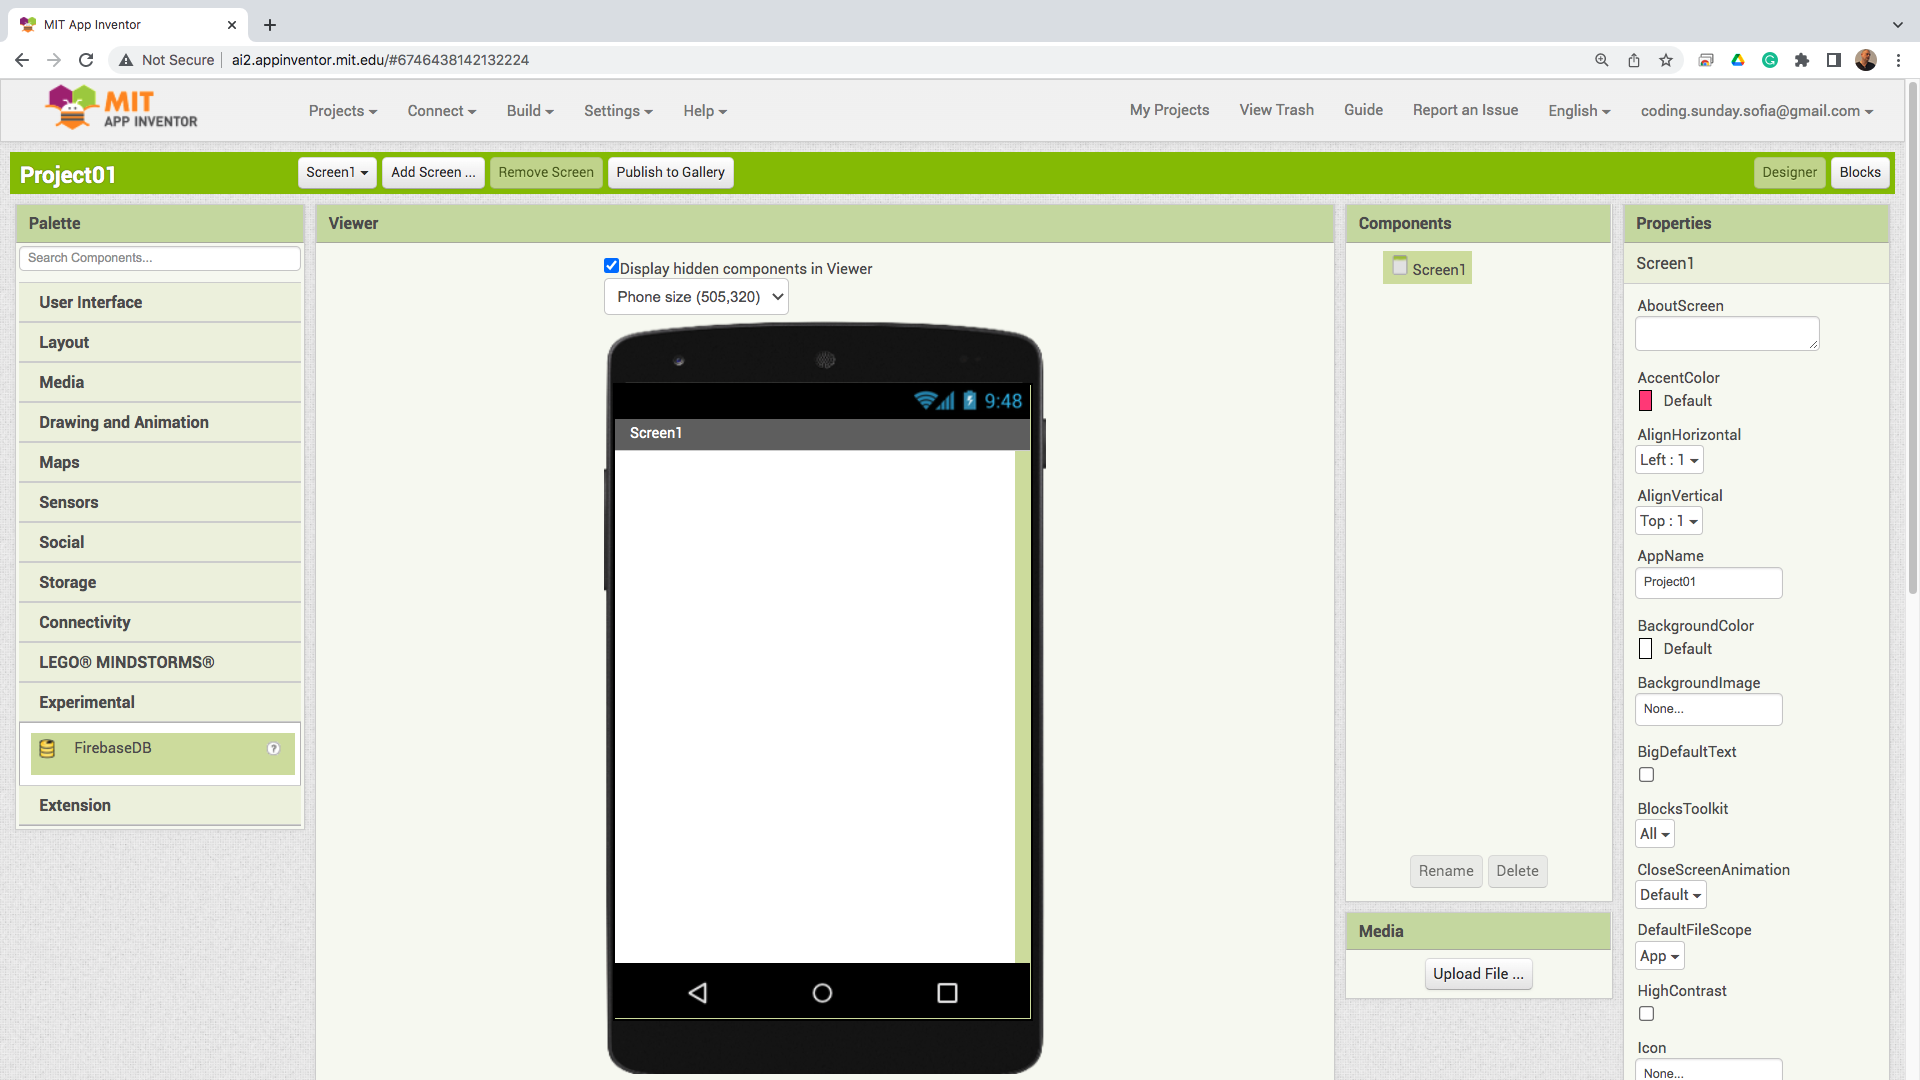 MIT App Inventor
Not Secure
ai2.appinventor.mit.edu/#6746438142132224
MIT
APP INVENTOR
Projects
Connect
Build
Settings
Help
My Projects
View Trash
Guide
Report an Issue
English
coding.sunday.sofia@gmail.com
Project01
Screen1
Add Screen ...
Remove Screen
Publish to Gallery
Designer
Blocks
Palette
Search Components...
User Interface
Layout
Media
Drawing and Animation
Maps
Sensors
Social
Storage
Connectivity
LEGO® MINDSTORMS®
Experimental
FirebaseDB
?
Extension
Viewer
Display hidden components in Viewer
Phone size (505,320)
9:48
Screen1
Components
Screen1
Rename
Delete
Media
Upload File ...
Properties
Screen1
AboutScreen
AccentColor
Default
AlignHorizontal
Left : 1
AlignVertical
Top : 1
AppName
Project01
BackgroundColor
Default
BackgroundImage
None...
BigDefaultText
BlocksToolkit
All
CloseScreenAnimation
Default
DefaultFileScope
App
HighContrast
Icon
None...